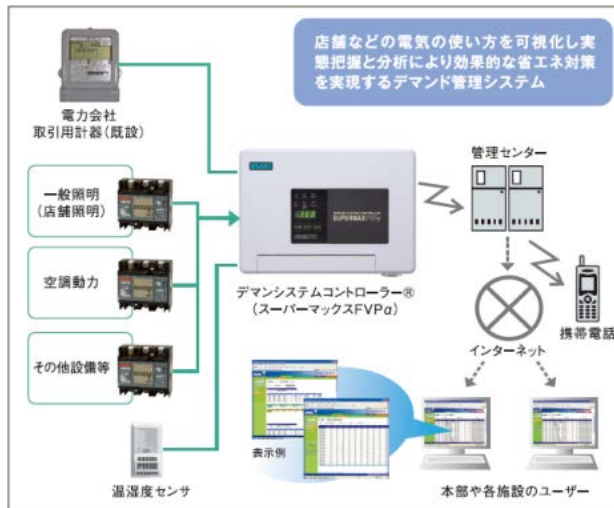 店舗などの電気の使い方を可視化し実
態把握と分析により効果的な省エネ対策
を実現するデマンド管理システム
電力会社
取引用計器(既設)
一般照明
(店舗照明)
空調動力
その他設備等
温湿度センサ
SUPERMAX
デマンシステムコントローラー®
(スーパーマックスFVPα)
管理センター
携帯電話
インターネット
表示例
本部や各施設のユーザー